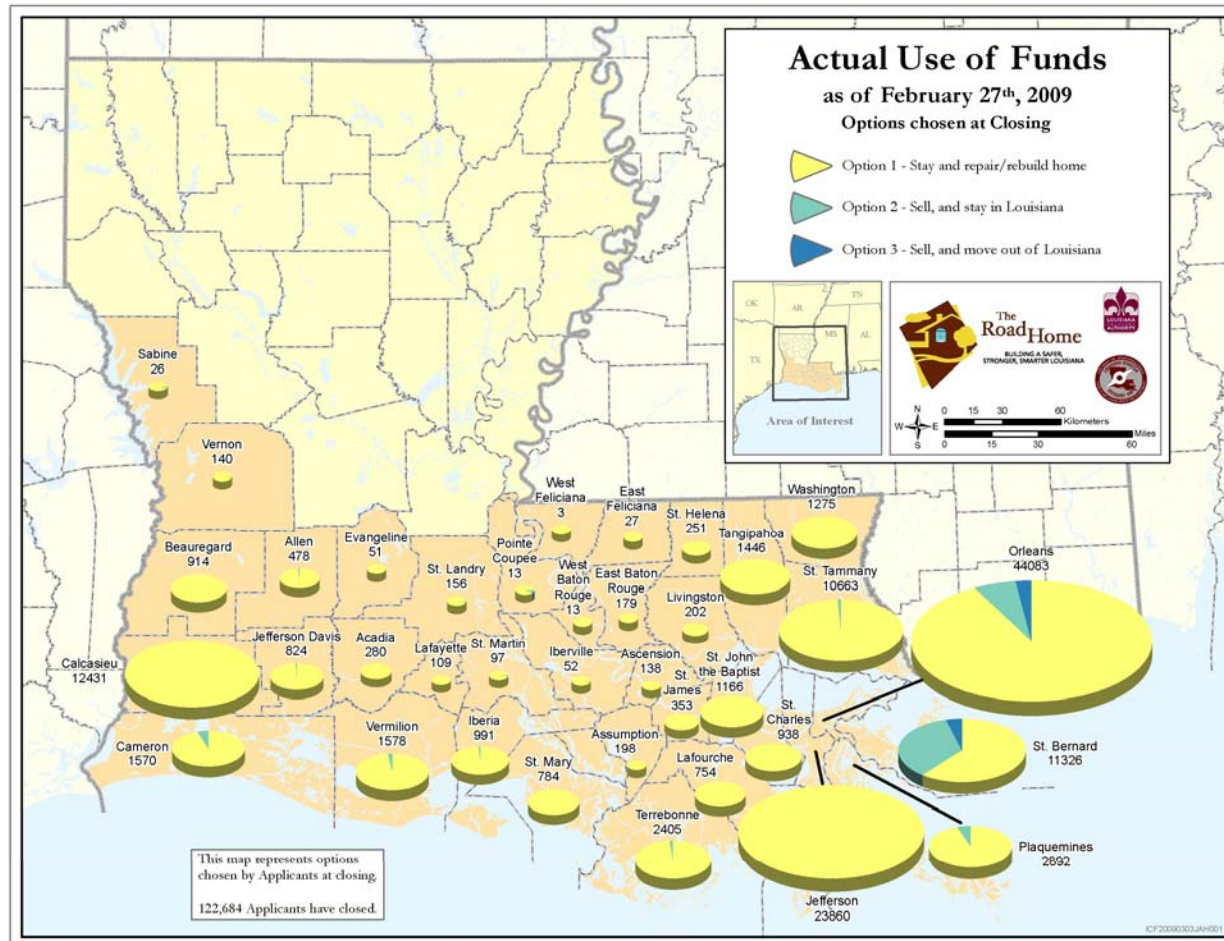 Actual Use of Funds
as of February 27th, 2009
Options chosen at Closing
Option 1 - Stay and repair/rebuild home
Option 2 - Sell, and stay in Louisiana
Option 3 - Sell, and move out of Louisiana
OK
AR
TN
TX
MS
AL
Area of Interest
The
Road Home
BUILDING A SAFER,
STRONGER, SMARTER LOUISIANA
LOUISIANA
RECOVERY
AUTHORITY
N
W E
S
0 15 30 60
Kilometers
Miles
0 15 30 60
Sabine
26
Vernon
140
Beauregard
914
Allen
478
Evangeline
51
St. Landry
156
Pointe
Coupee
13
West
Feliciana
3
East
Feliciana
27
St. Helena
251
Tangipahoa
1446
Washington
1275
West
Baton
Rouge
13
East Baton
Rouge
179
Livingston
202
St. Tammany
10663
Orleans
44083
Calcasieu
12431
Jefferson Davis
824
Acadia
280
Lafayette
109
St. Martin
97
Iberville
52
Ascension
138
St.
James
353
St. John
the Baptist
1166
St.
Charles
938
Cameron
1570
Vermilion
1578
Iberia
991
St. Mary
784
Assumption
198
Lafourche
754
Terrebonne
2405
St. Bernard
11326
Plaquemines
2892
Jefferson
23860
This map represents options
chosen by Applicants at closing.
122,684 Applicants have closed.
ICF20090303JAH001